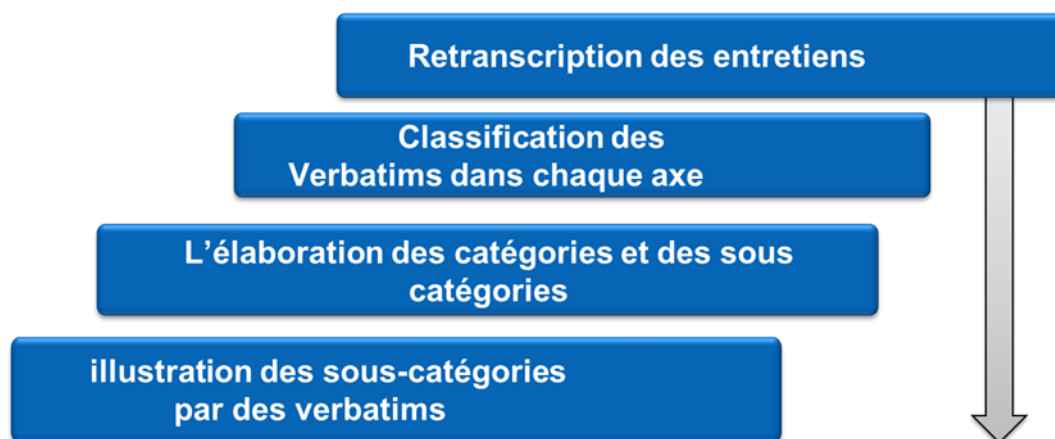 Retranscription des entretiens
Classification des
Verbatims dans chaque axe
L’élaboration des catégories et des sous
catégories
illustration des sous-catégories
par des verbatims